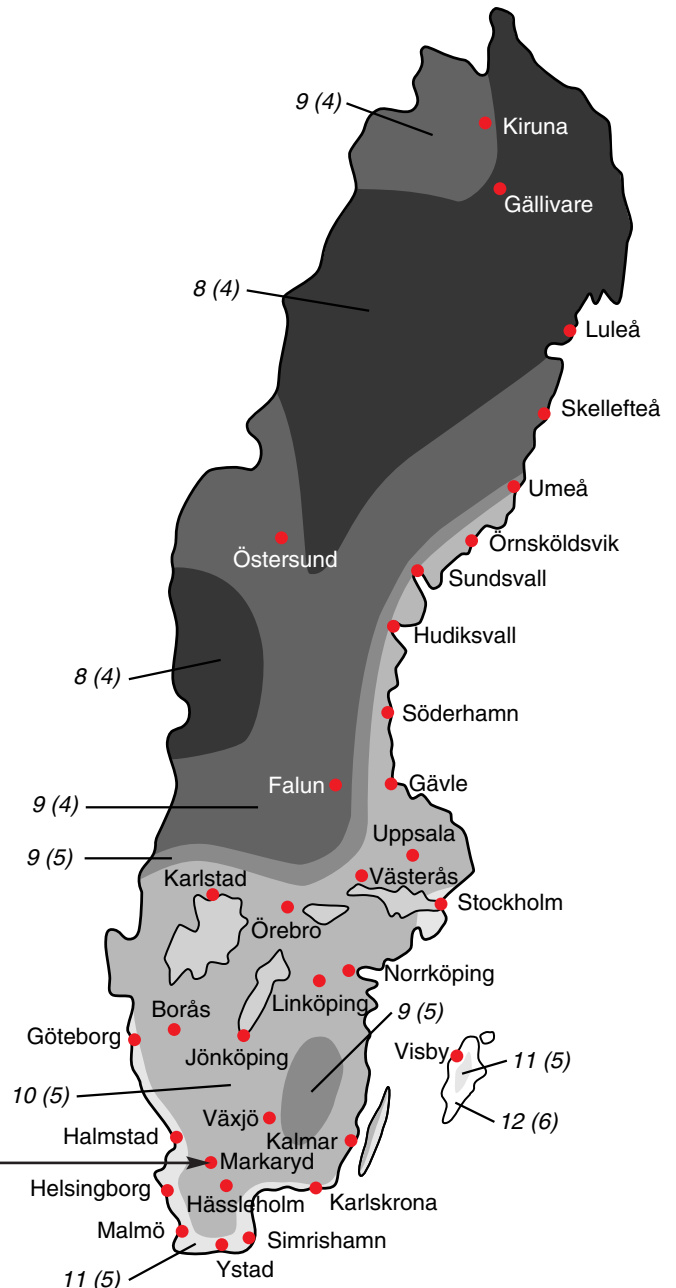 9 (4)
Kiruna
Gällivare
8 (4)
Luleå
Skellefteå
Umeå
Östersund
Örnsköldsvik
Sundsvall
Hudiksvall
8 (4)
Söderhamn
Falun
Gävle
9 (4)
Uppsala
9 (5)
Karlstad
Västerås
Stockholm
Örebro
Norrköping
Linköping
Borås
9 (5)
Göteborg
Jönköping
Visby
11 (5)
10 (5)
Växjö
12 (6)
Halmstad
Kalmar
Markaryd
Helsingborg
Hässleholm
Karlskrona
Malmö
Simrishamn
Ystad
11 (5)